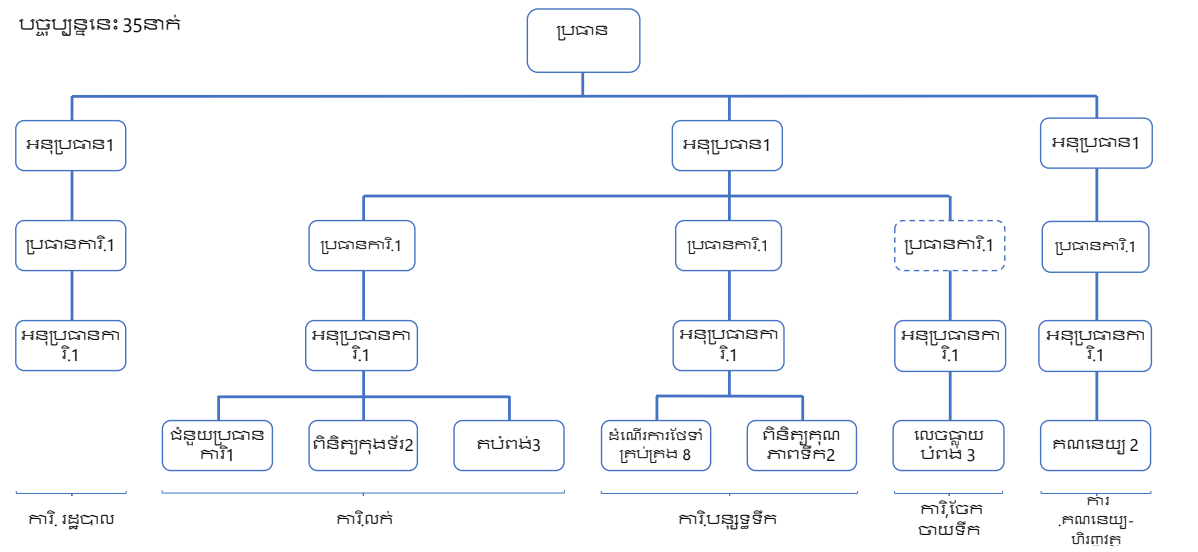 បច្ចុប្បន្ននេះ 35នាក់
ប្រធាន
អនុប្រធាន1
អនុប្រធាន1
អនុប្រធាន1
ប្រធានការិ.1
ប្រធានការិ.1
ប្រធានការិ.1
ប្រធានការិ.1
ប្រធានការិ.1
អនុប្រធានកា
រិ.1
អនុប្រធានកា
រិ.1
អនុប្រធានកា
រិ.1
អនុប្រធានកា
រិ.1
អនុប្រធានកា
រិ.1
ជំនួយប្រធាន
ការិ1
ពិនិត្យកុងទ័រ2
តបំពង់3
ដំណើរការថែទាំ
គ្រប់គ្រង 8
ពិនិត្យគុណ
ភាពទឹក2
លេចធ្លាយ
បំពង់ 3
គណនេយ្យ 2
ការិ. រដ្ឋបាល
ការិ.លក់
ការិ.បន្សុទ្ធទឹក
ការិ.ចែក
ចាយទឹក
ការ
.គណនេយ្យ-
ហិរញ្ញវត្ថុ